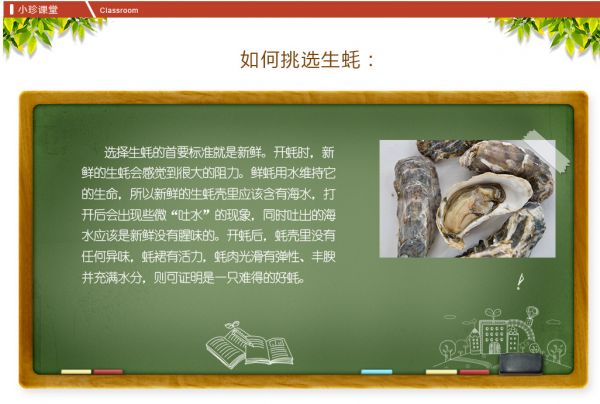 小珍课堂 Classroom
如何挑选生蚝：
选择生蚝的首要标准就是新鲜。开蚝时，新
鲜的生蚝会感觉到很大的阻力。鲜蚝用水维持它
的生命，所以新鲜的生蚝壳里应该含有海水，打
开后会出现些微“吐水”的现象，同时吐出的海
水应该是新鲜没有腥味的。开蚝后，蚝壳里没有
任何异味，蚝裙有活力，蚝肉光滑有弹性、丰腴
并充满水分，则可证明是一只难得的好蚝。